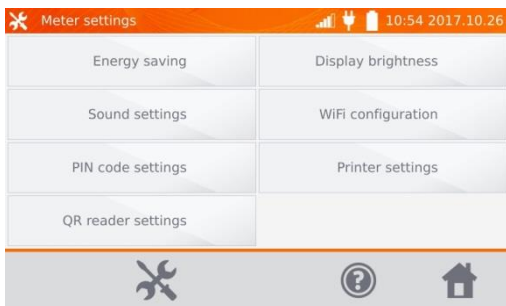 Meter settings
10:54 2017.10.26
Energy saving
Display brightness
Sound settings
WiFi configuration
PIN code settings
Printer settings
QR reader settings
?